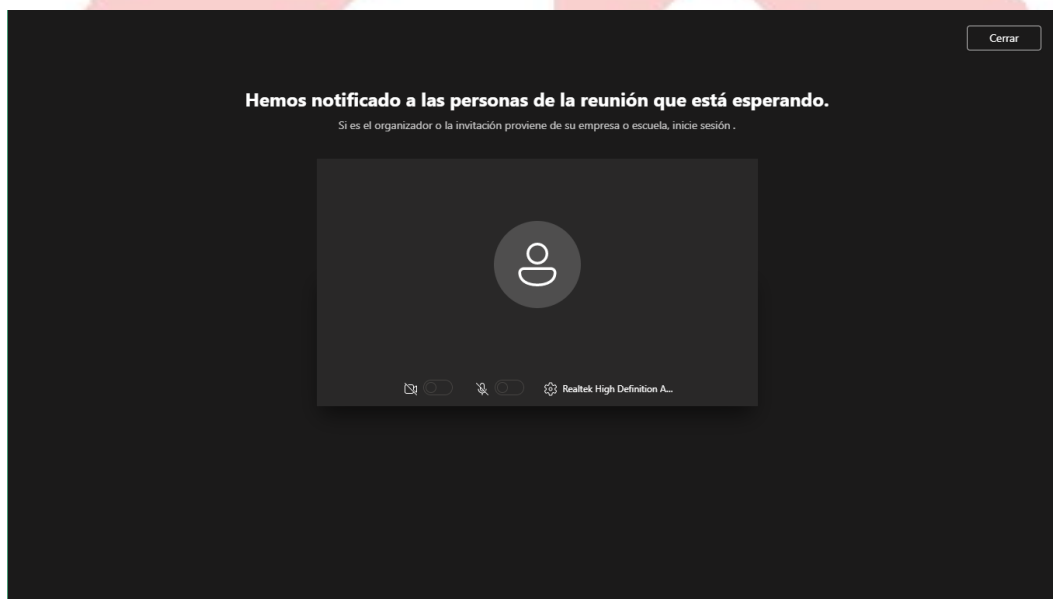 Cerrar
Hemos notificado a las personas de la reunión que está esperando.
Si es el organizador o la invitación proviene de su empresa o escuela, inicie sesión .
Realtek High Definition A...